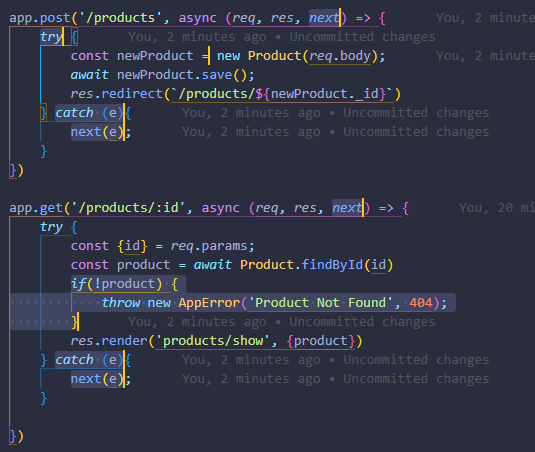 app.post('/products', async (req, res, next) => {      You, 2 minute
    try {      You, 2 minutes ago • Uncommitted changes
        const newProduct = new Product(req.body);      You, 2 minute
        await newProduct.save();
        res.redirect(`/products/${newProduct._id}`)
    } catch (e){      You, 2 minutes ago • Uncommitted changes
        next(e);      You, 2 minutes ago • Uncommitted changes
    }
})
app.get('/products/:id', async (req, res, next) => {      You, 20 mi
    try {
        const {id} = req.params;
        const product = await Product.findById(id)
        if(!product) {
            throw new AppError('Product Not Found', 404);
        }      You, 2 minutes ago • Uncommitted changes
        res.render('products/show', {product})
    } catch (e){      You, 2 minutes ago • Uncommitted changes
        next(e);      You, 2 minutes ago • Uncommitted changes
    }
})